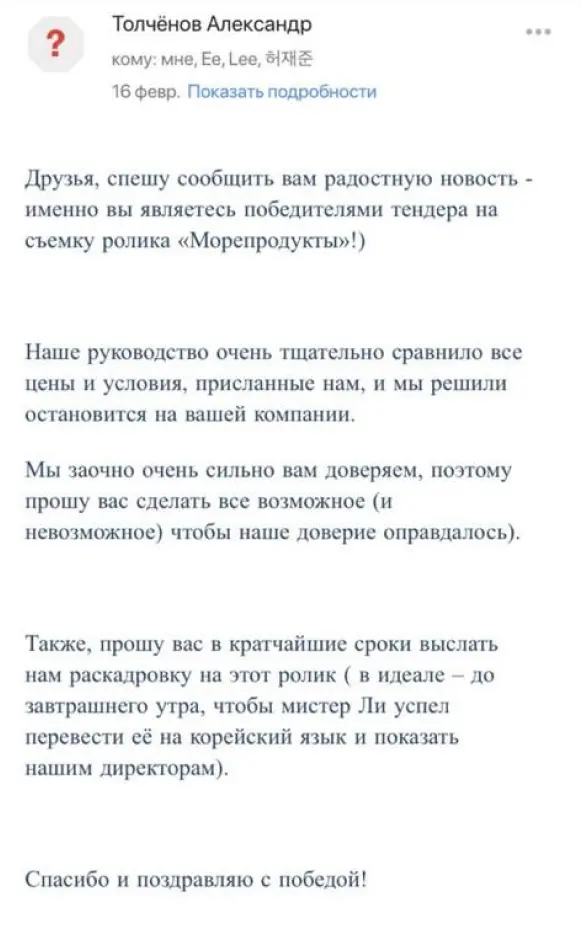 ?
Толчёнов Александр
кому: мне, Ee, Lee, 허재준
16 февр. Показать подробности
Друзья, спешу сообщить вам радостную новость -
именно вы являетесь победителями тендера на
съемку ролика «Морепродукты»!)
Наше руководство очень тщательно сравнило все
цены и условия, присланные нам, и мы решили
остановится на вашей компании.
Мы заочно очень сильно вам доверяем, поэтому
прошу вас сделать все возможное (и
невозможное) чтобы наше доверие оправдалось).
Также, прошу вас в кратчайшие сроки выслать
нам раскадровку на этот ролик ( в идеале – до
завтрашнего утра, чтобы мистер Ли успел
перевести её на корейский язык и показать
нашим директорам).
Спасибо и поздравляю с победой!